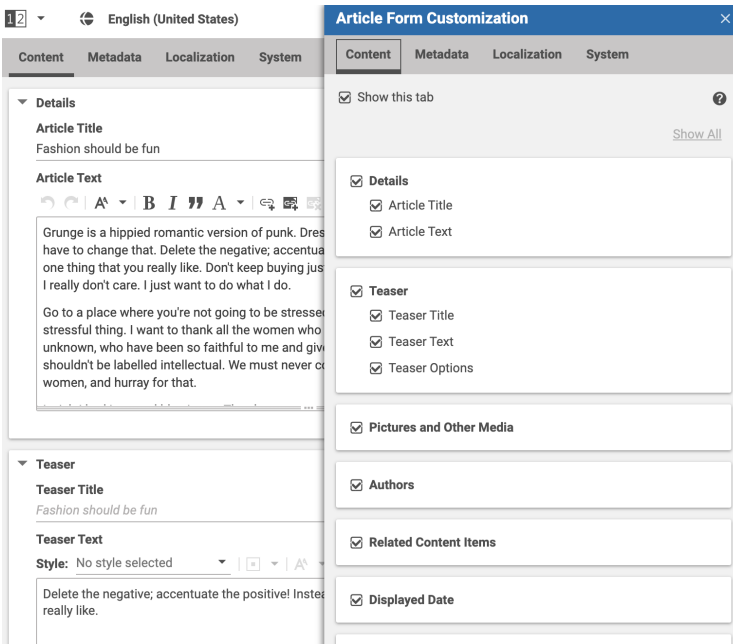 12 English (United States)
Content Metadata Localization System
Details
Article Title
Fashion should be fun
Article Text
Grunge is a hippied romantic version of punk. Dres
have to change that. Delete the negative; accentua
one thing that you really like. Don't keep buying jus
I really don't care. I just want to do what I do.
Go to a place where you're not going to be stressed
stressful thing. I want to thank all the women who
unknown, who have been so faithful to me and give
shouldn't be labelled intellectual. We must never co
women, and hurray for that.
Teaser
Teaser Title
Fashion should be fun
Teaser Text
Style: No style selected
Delete the negative; accentuate the positive! Instea
really like.
Article Form Customization
Content Metadata Localization System
Show this tab
Show All
Details
Article Title
Article Text
Teaser
Teaser Title
Teaser Text
Teaser Options
Pictures and Other Media
Authors
Related Content Items
Displayed Date